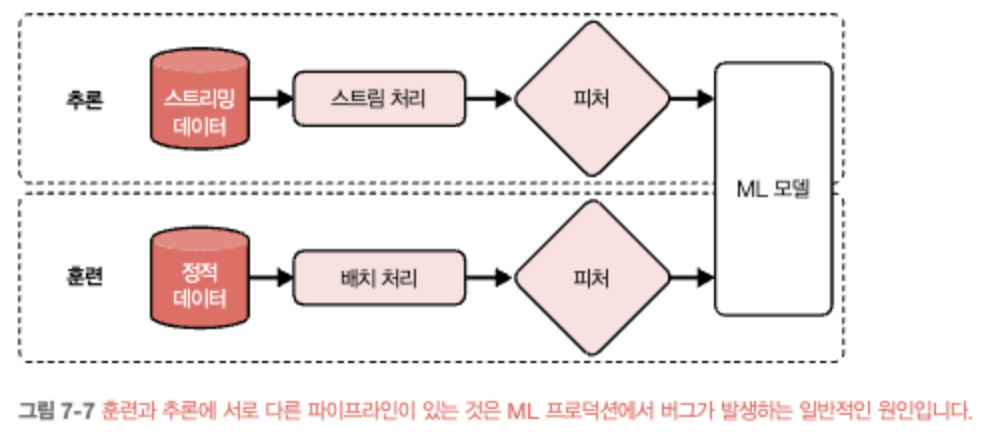 추론
스트리밍
데이터
스트림 처리
피처
ML 모델
훈련
정적
데이터
배치 처리
피처
그림 7-7 훈련과 추론에 서로 다른 파이프라인이 있는 것은 ML 프로덕션에서 버그가 발생하는 일반적인 원인입니다.